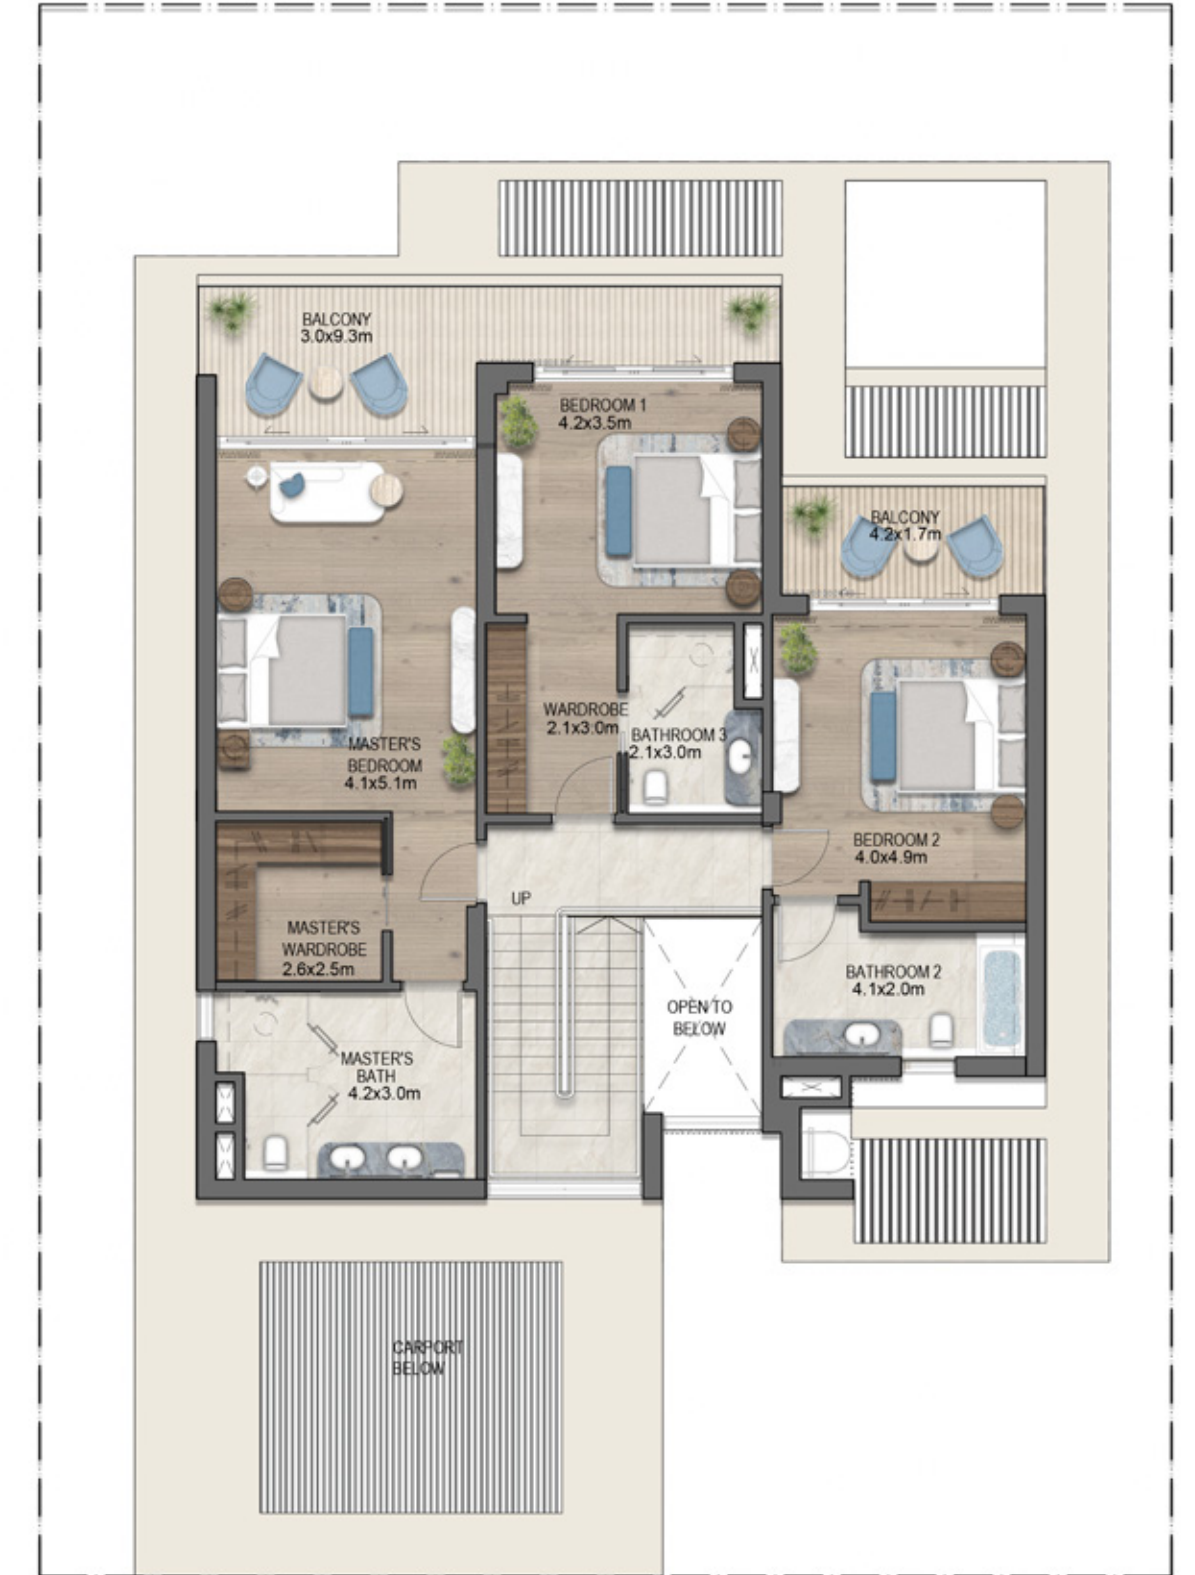 BALCONY
3.0x9.3m
BEDROOM 1
4.2x3.5m
BALCONY
4.2x1.7m
WARDROBE
2.1x3.0m
BATHROOM 3
2.1x3.0m
MASTER'S
BEDROOM
4.1x5.1m
BEDROOM 2
4.0x4.9m
UP
MASTER'S
WARDROBE
2.6x2.5m
BATHROOM 2
4.1x2.0m
OPEN TO
BELOW
MASTER'S
BATH
4.2x3.0m
CARPORT
BELOW